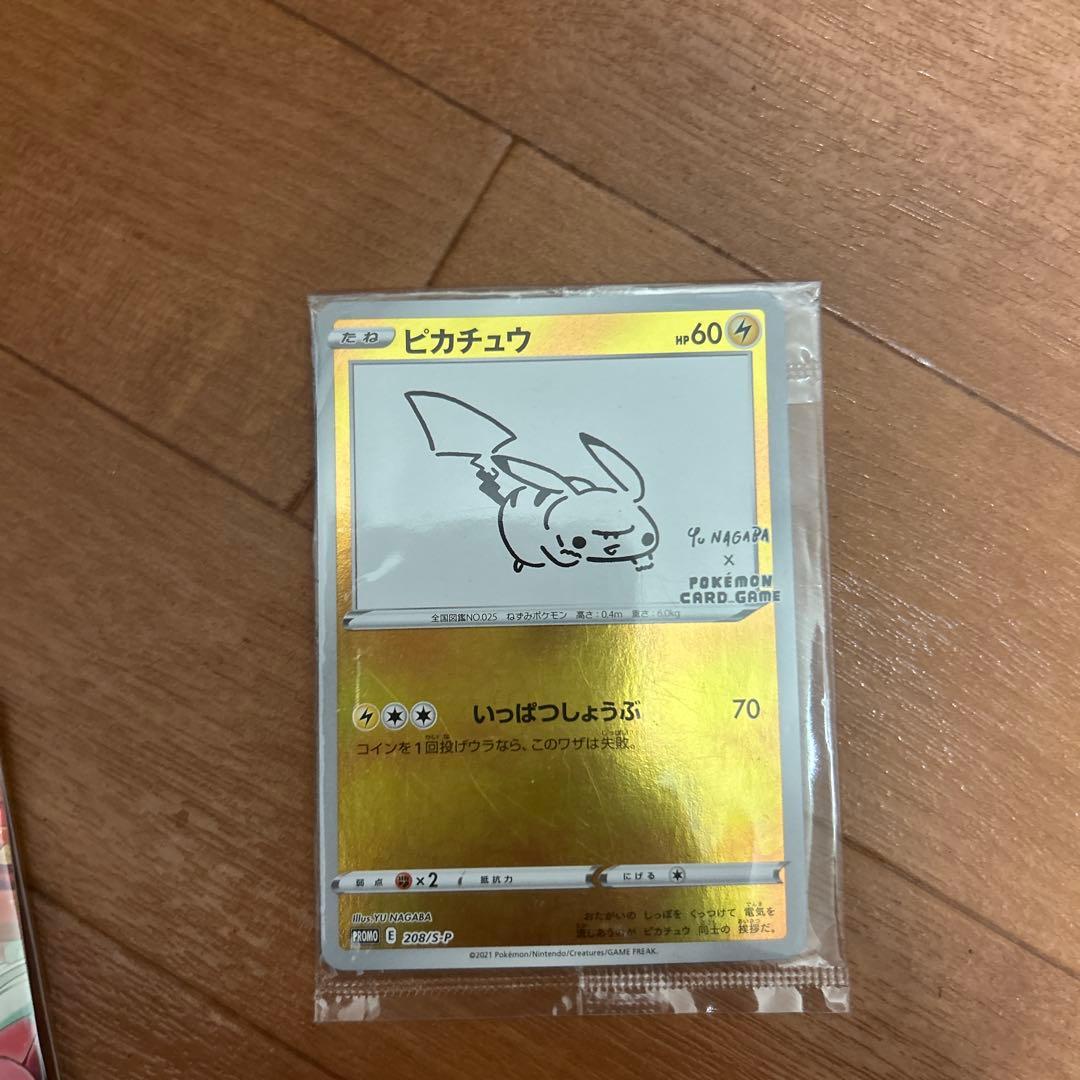 たね ピカチュウ HP60
Yu NAGABA
×
POKÉMON
CARD GAME
全国図鑑NO.025 ねずみポケモン 高さ:0.4m 重さ:6.0kg
いっぱつしょうぶ 70
コインを1回投げウラなら、このワザは失敗。
弱点 ×2 抵抗力 にげる
Illus.YU NAGABA
おたがいの しっぽを くっつけて 電気を
流しあうのが ピカチュウ 同士の 挨拶だ。
PROMO E 208/S-P
©2021 Pokémon/Nintendo/Creatures/GAME FREAK.